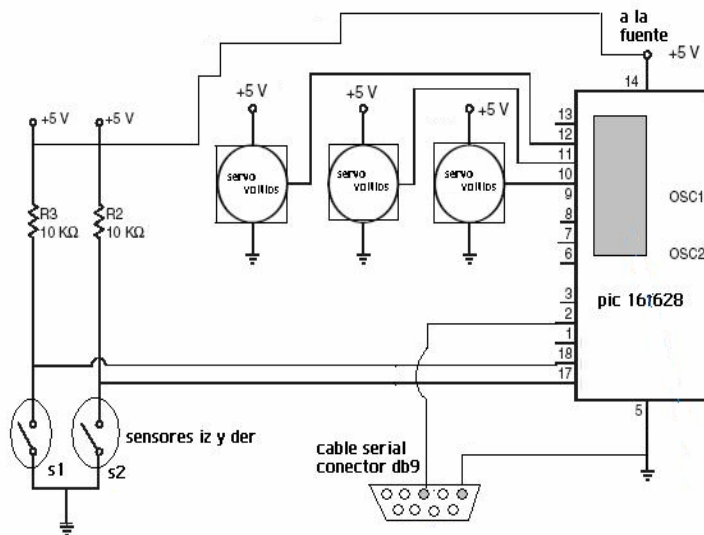 a la
fuente
+5 V
14
+5 V
+5 V
+5 V
+5 V
+5 V
servo
voltios
servo
voltios
servo
voltios
13
12
11
10
9
8
7
6
3
2
1
18
17
OSC1
OSC2
pic 16f628
5
R3
10 KΩ
R2
10 KΩ
sensores iz y der
s1
s2
cable serial
conector db9